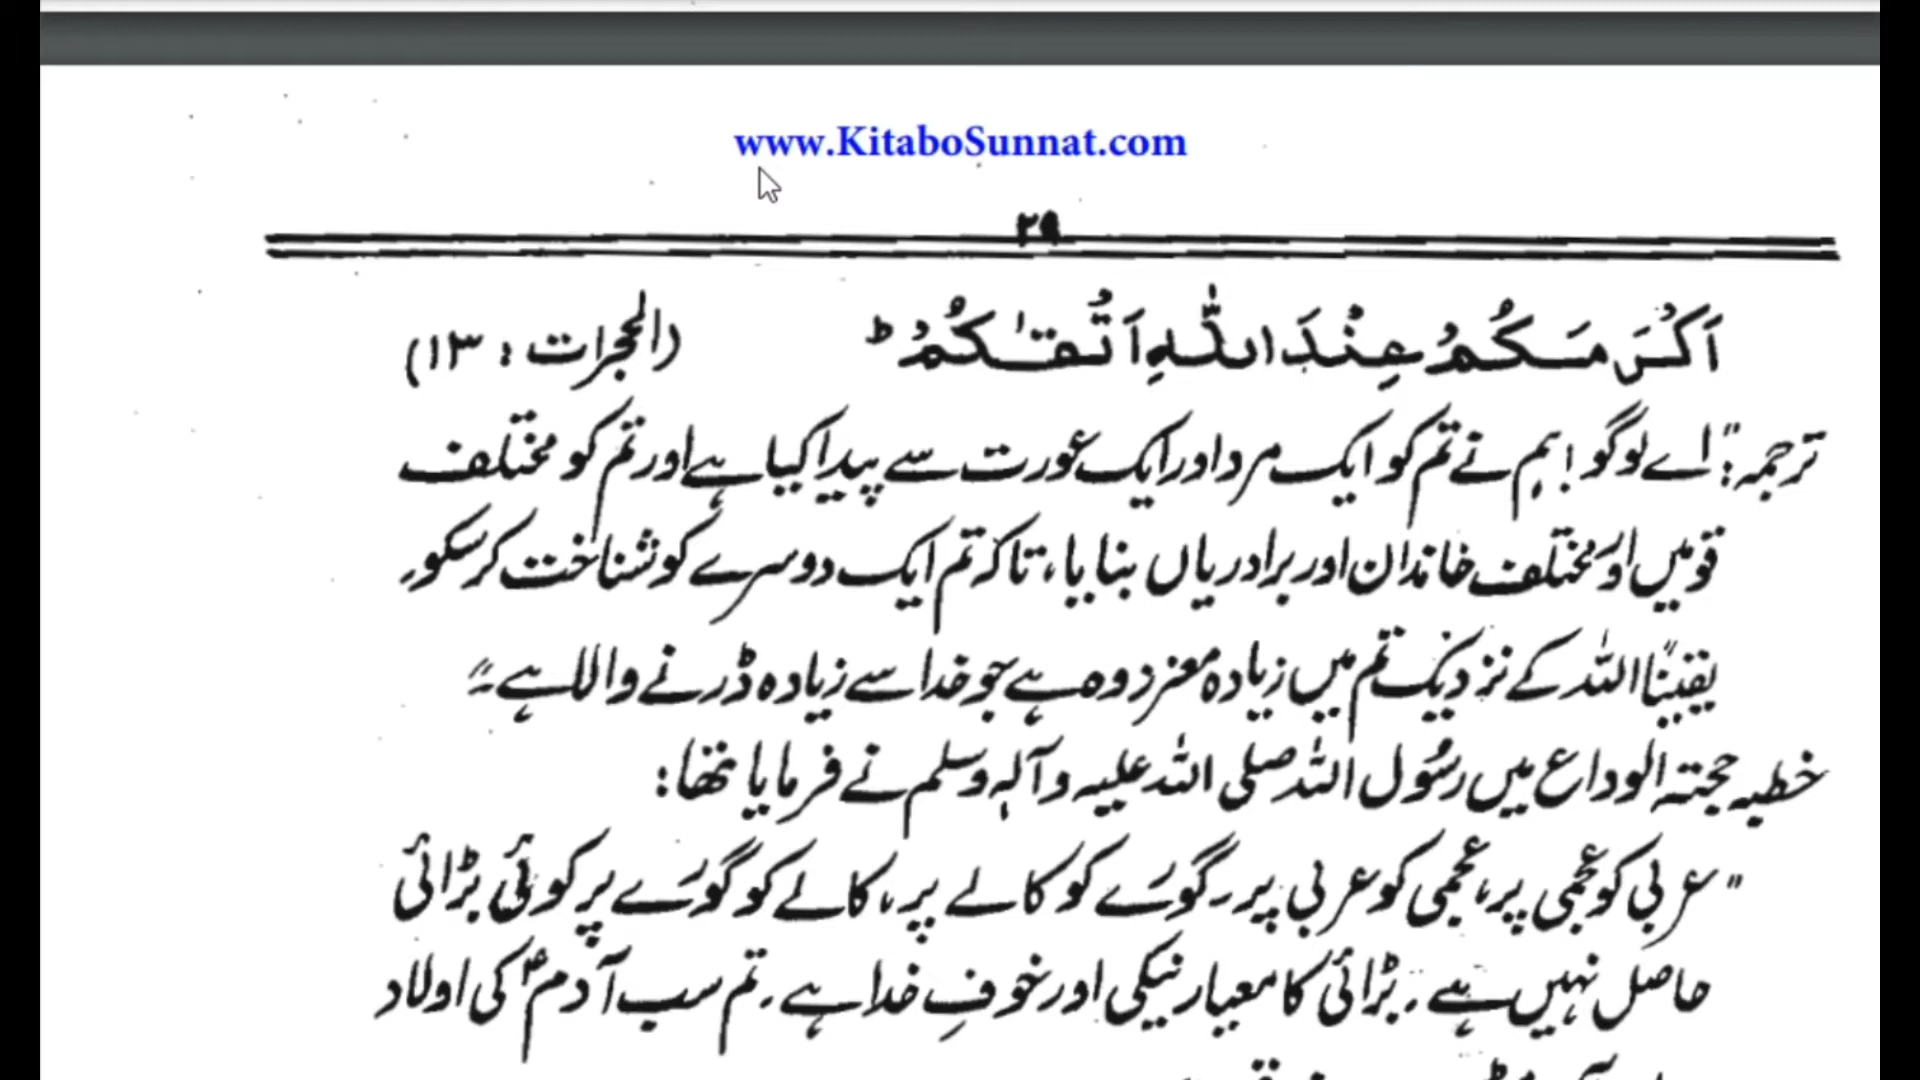 www.KitaboSunnat.com
۲۹
اَكْرَمَكُمْ عِنْدَ اللّٰهِ اَتْقٰىكُمْ ؕ (الحجرات : ۱۳)
ترجمہ: "اے لوگو! ہم نے تم کو ایک مرد اور ایک عورت سے پیدا کیا ہے اور تم کو مختلف
قومیں اور مختلف خاندان اور برادریاں بنایا، تاکہ تم ایک دوسرے کو شناخت کر سکو۔
یقیناً اللہ کے نزدیک تم میں زیادہ معزز وہ ہے جو خدا سے زیادہ ڈرنے والا ہے۔"
خطبہ حجتہ الوداع میں رسُول اللہ صلی اللہ علیہ وآلہٖ وسلم نے فرمایا تھا:
"عربی کو عجمی پر، عجمی کو عربی پر۔ گورے کو کالے پر، کالے کو گورے پر کوئی بڑائی
حاصل نہیں ہے۔ بڑائی کا معیار نیکی اور خوفِ خدا ہے۔ تم سب آدمؑ کی اولاد